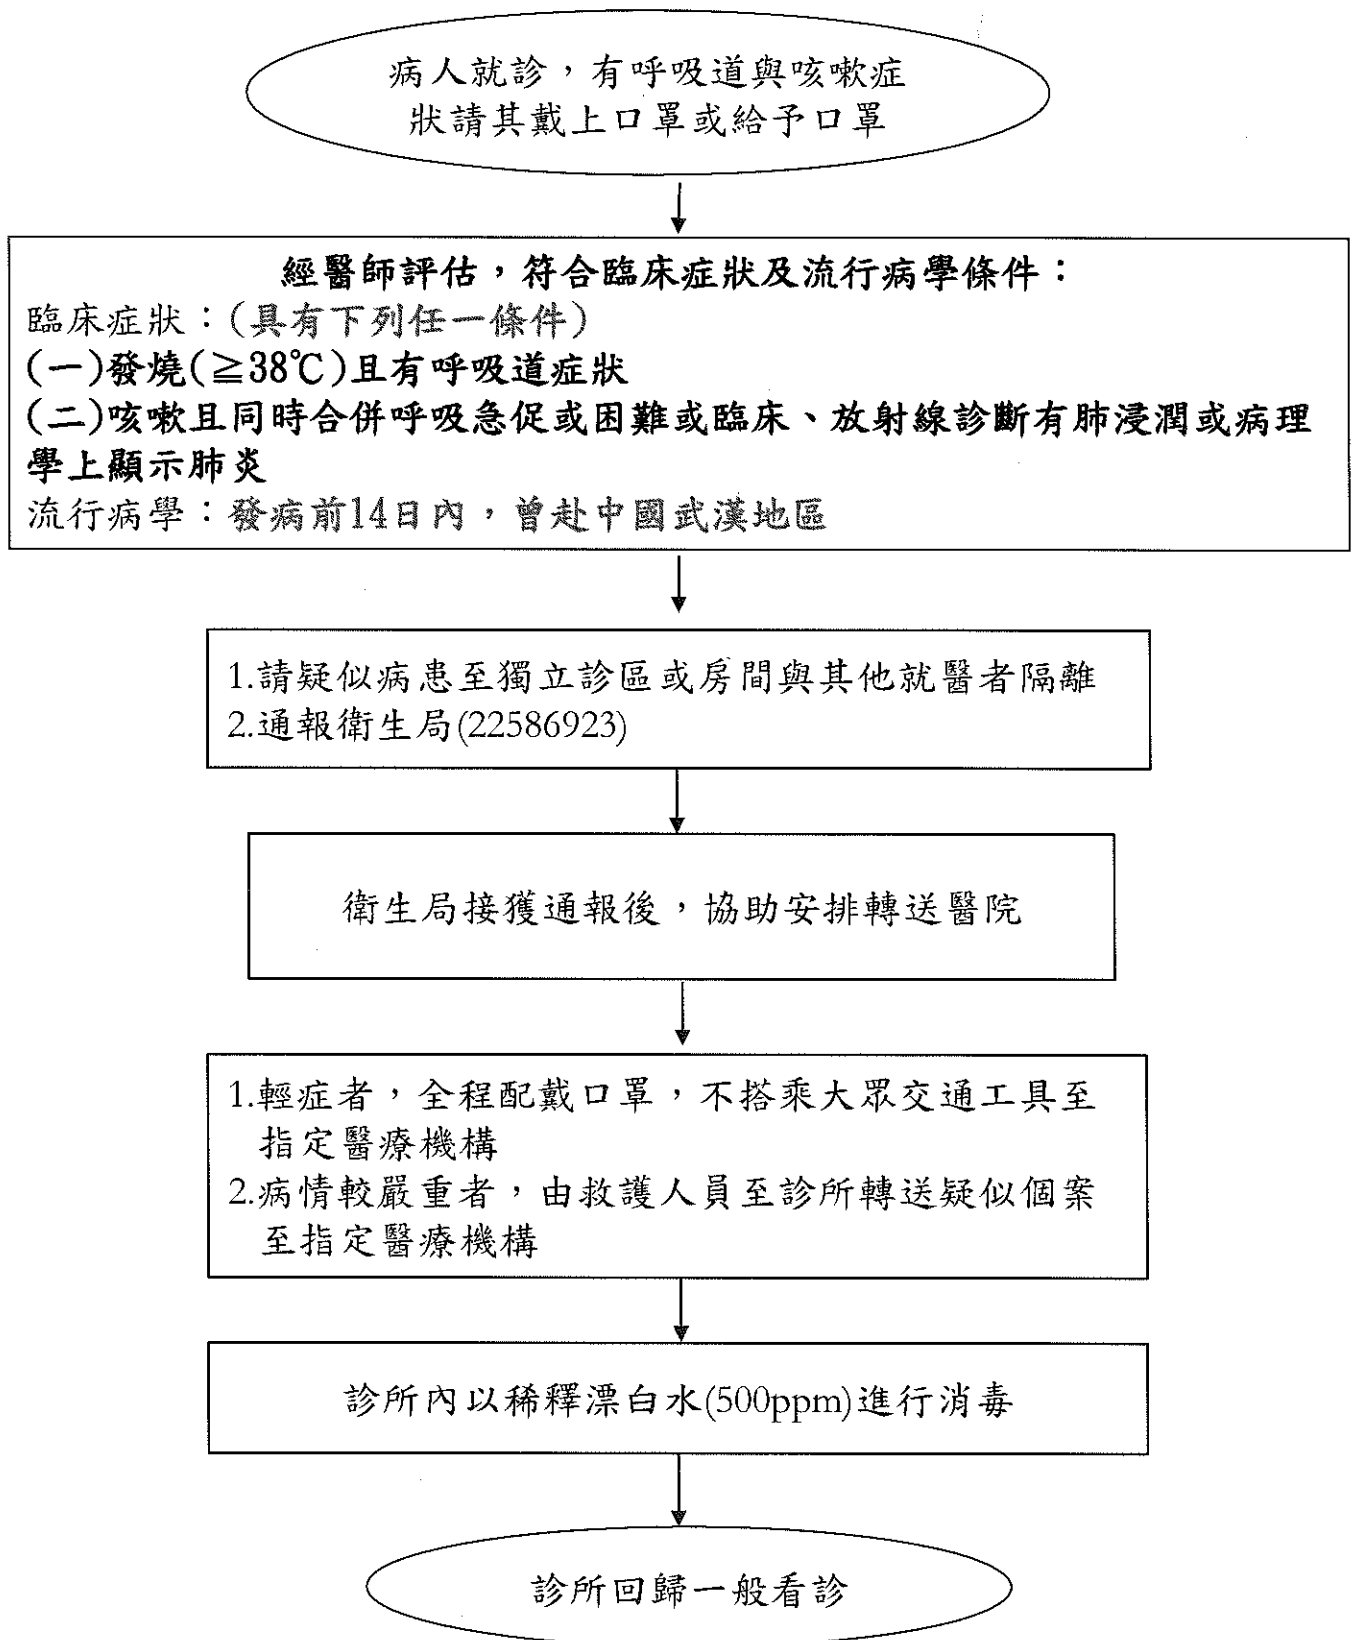 病人就診，有呼吸道與咳嗽症
狀請其戴上口罩或給予口罩
經醫師評估，符合臨床症狀及流行病學條件：
臨床症狀：(具有下列任一條件)
(一)發燒(≧38℃)且有呼吸道症狀
(二)咳嗽且同時合併呼吸急促或困難或臨床、放射線診斷有肺浸潤或病理
學上顯示肺炎
流行病學：發病前14日內，曾赴中國武漢地區
1.請疑似病患至獨立診區或房間與其他就醫者隔離
2.通報衛生局(22586923)
衛生局接獲通報後，協助安排轉送醫院
1.輕症者，全程配戴口罩，不搭乘大眾交通工具至
指定醫療機構
2.病情較嚴重者，由救護人員至診所轉送疑似個案
至指定醫療機構
診所內以稀釋漂白水(500ppm)進行消毒
診所回歸一般看診